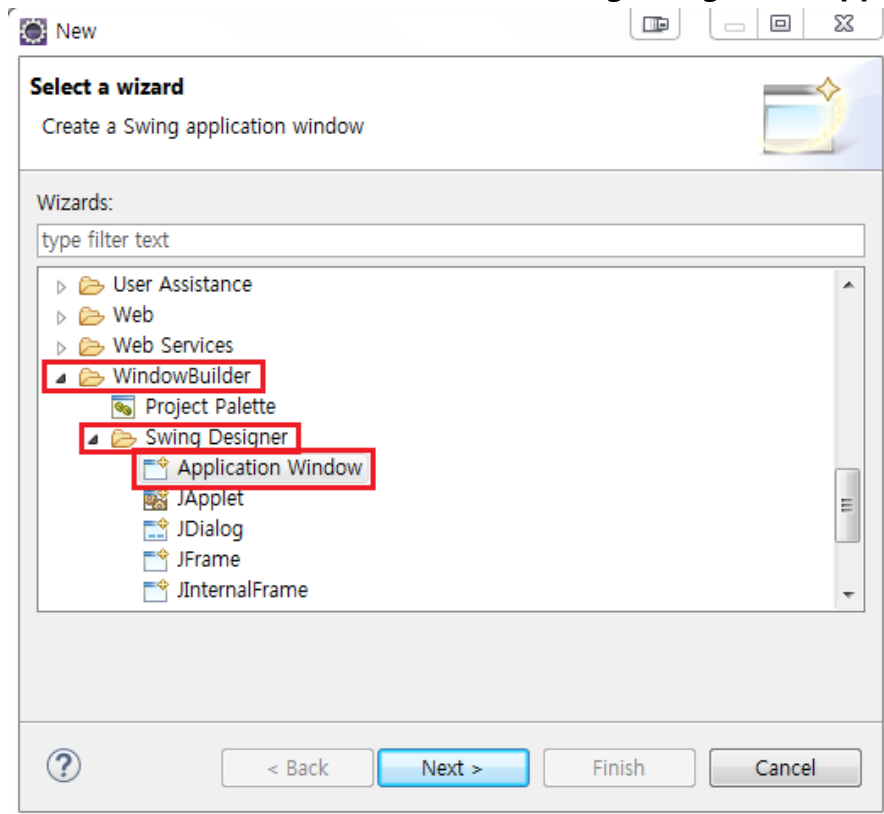 New
Select a wizard
Create a Swing application window
Wizards:
type filter text
User Assistance
Web
Web Services
WindowBuilder
Project Palette
Swing Designer
Application Window
JApplet
JDialog
JFrame
JInternalFrame
?
< Back Next > Finish Cancel